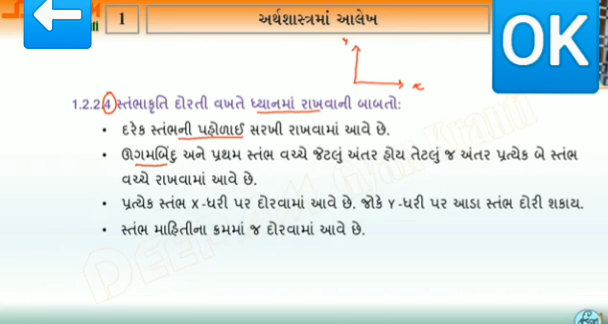 1
અર્થશાસ્ત્રમાં આલેખ
OK
Y
x
1.2.2.4 સ્તંભાકૃતિ દોરતી વખતે ધ્યાનમાં રાખવાની બાબતો:
• દરેક સ્તંભની પહોળાઈ સરખી રાખવામાં આવે છે.
• ઊગમબિંદુ અને પ્રથમ સ્તંભ વચ્ચે જેટલું અંતર હોય તેટલું જ અંતર પ્રત્યેક બે સ્તંભ
વચ્ચે રાખવામાં આવે છે.
• પ્રત્યેક સ્તંભ X-ધરી પર દોરવામાં આવે છે. જોકે Y-ધરી પર આડા સ્તંભ દોરી શકાય.
• સ્તંભ માહિતીના ક્રમમાં જ દોરવામાં આવે છે.